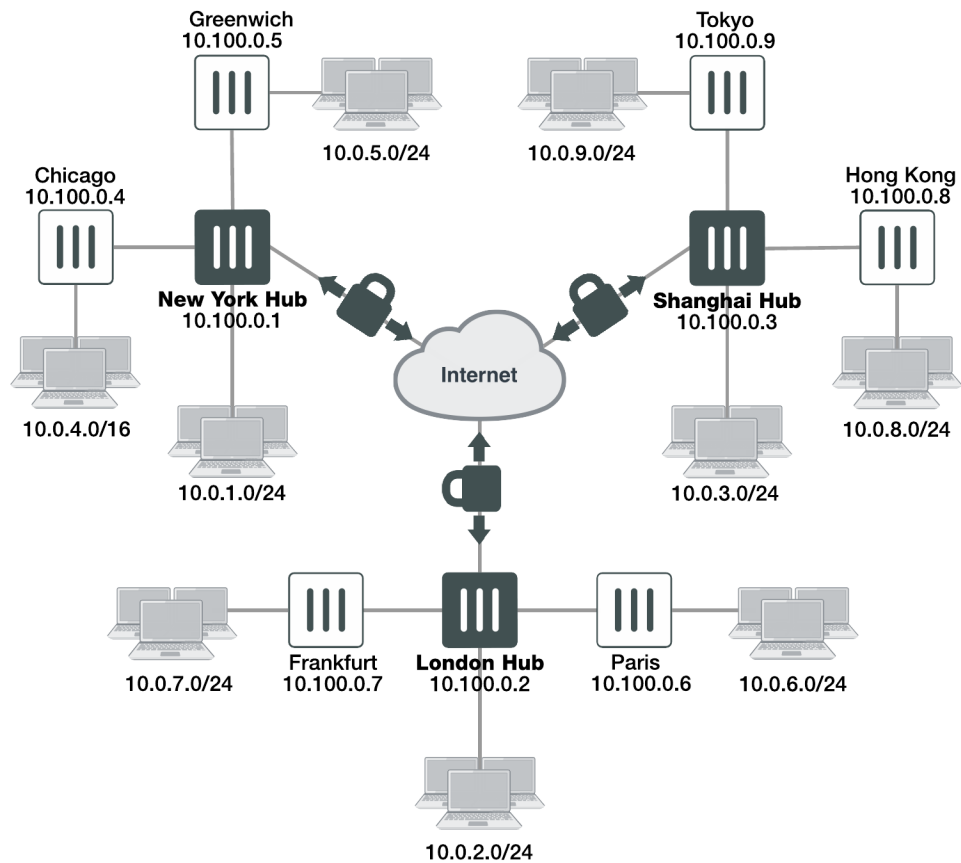 Greenwich
10.100.0.5
10.0.5.0/24
Tokyo
10.100.0.9
10.0.9.0/24
Chicago
10.100.0.4
10.0.4.0/16
New York Hub
10.100.0.1
10.0.1.0/24
Internet
Shanghai Hub
10.100.0.3
10.0.3.0/24
Hong Kong
10.100.0.8
10.0.8.0/24
10.0.7.0/24
Frankfurt
10.100.0.7
London Hub
10.100.0.2
Paris
10.100.0.6
10.0.6.0/24
10.0.2.0/24